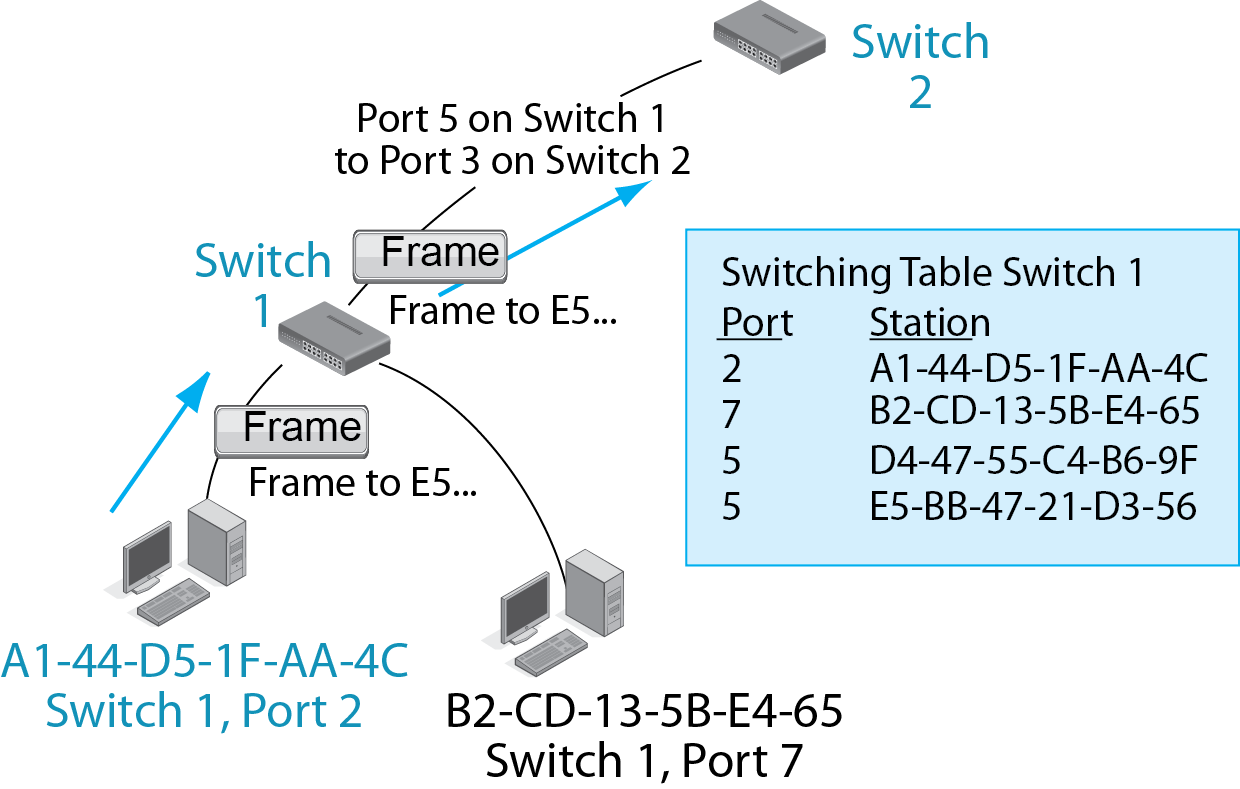 Switch
2
Port 5 on Switch 1
to Port 3 on Switch 2
Switch
1
Frame
Frame to E5...
Frame
Frame to E5...
A1-44-D5-1F-AA-4C
Switch 1, Port 2
B2-CD-13-5B-E4-65
Switch 1, Port 7
Switching Table Switch 1
Port Station
2 A1-44-D5-1F-AA-4C
7 B2-CD-13-5B-E4-65
5 D4-47-55-C4-B6-9F
5 E5-BB-47-21-D3-56